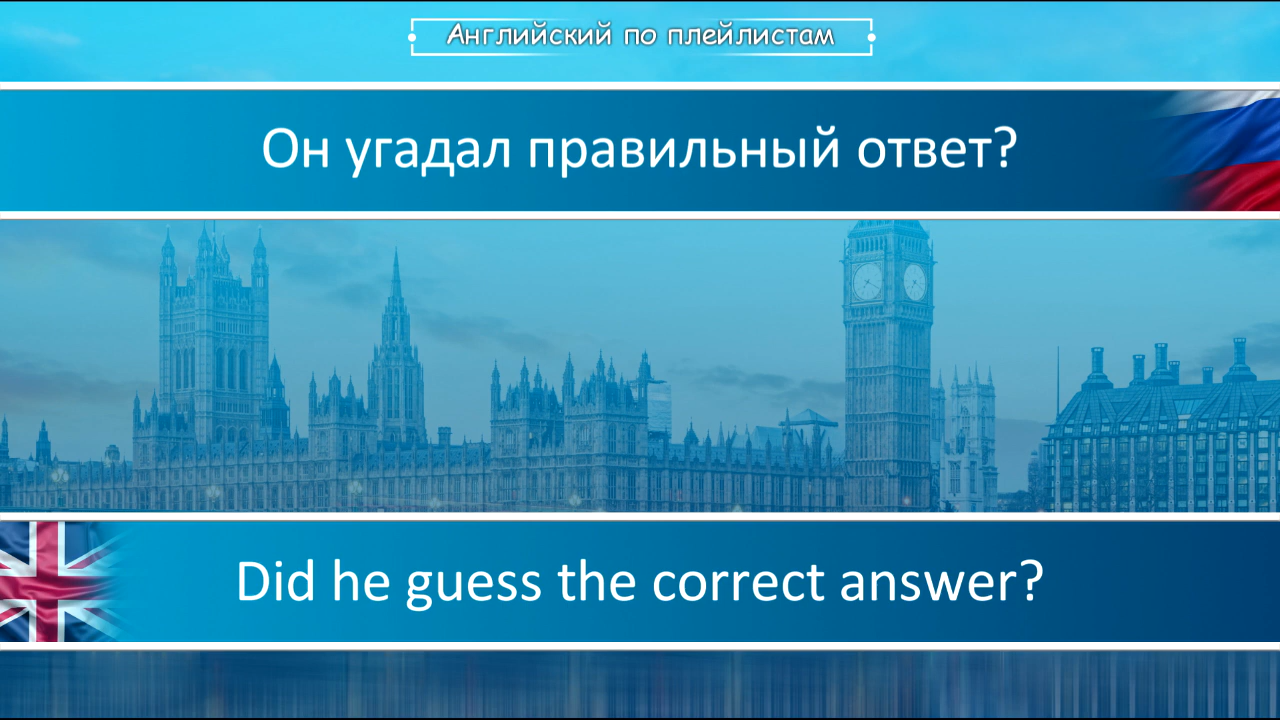 Английский по плейлистам
Он угадал правильный ответ?
Did he guess the correct answer?